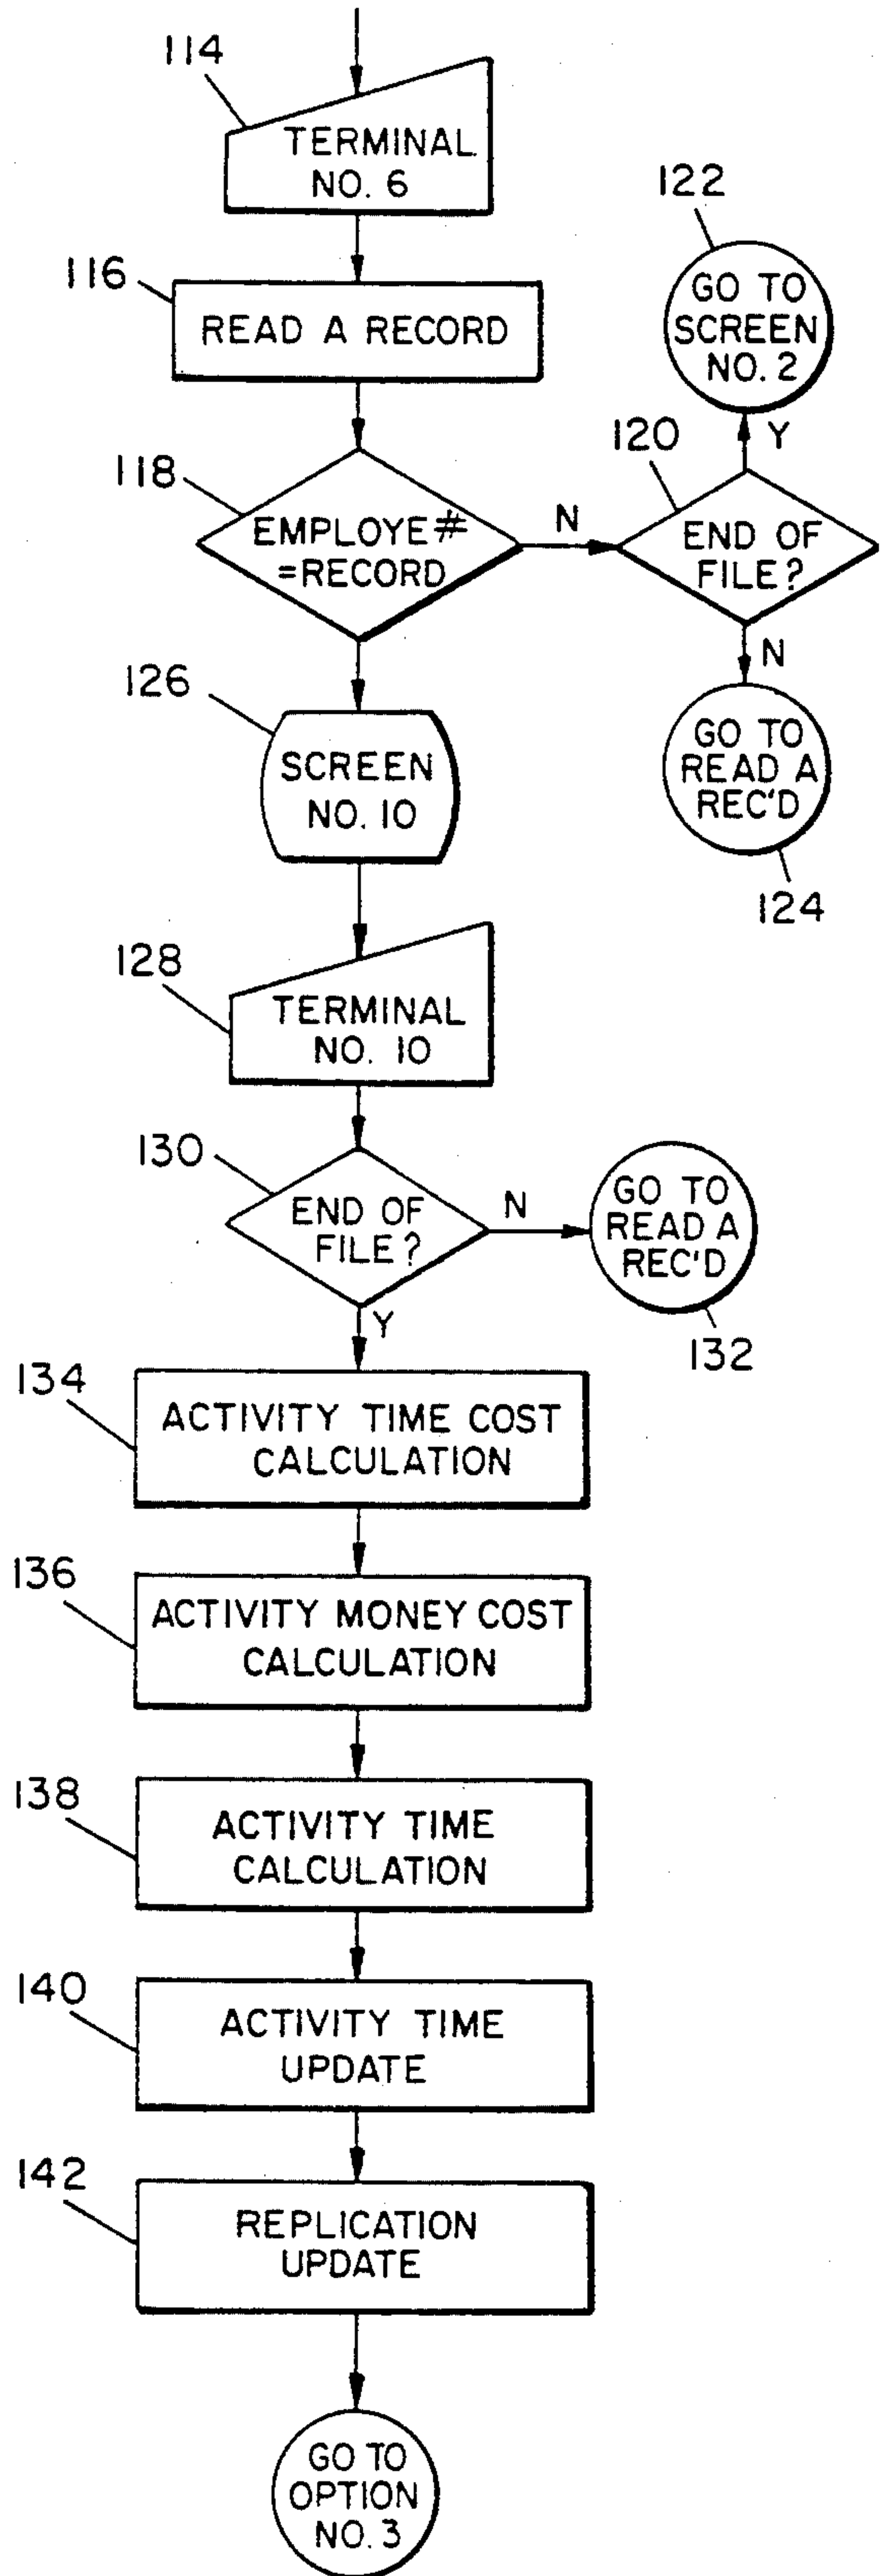 114
TERMINAL
NO. 6
116
READ A RECORD
122
GO TO
SCREEN
NO. 2
118
EMPLOYE#
=RECORD
N
120
Y
END OF
FILE?
N
GO TO
READ A
REC'D
124
126
SCREEN
NO. 10
128
TERMINAL
NO. 10
130
END OF
FILE?
N
GO TO
READ A
REC'D
132
Y
134
ACTIVITY TIME COST
CALCULATION
136
ACTIVITY MONEY COST
CALCULATION
138
ACTIVITY TIME
CALCULATION
140
ACTIVITY TIME
UPDATE
142
REPLICATION
UPDATE
GO TO
OPTION
NO. 3